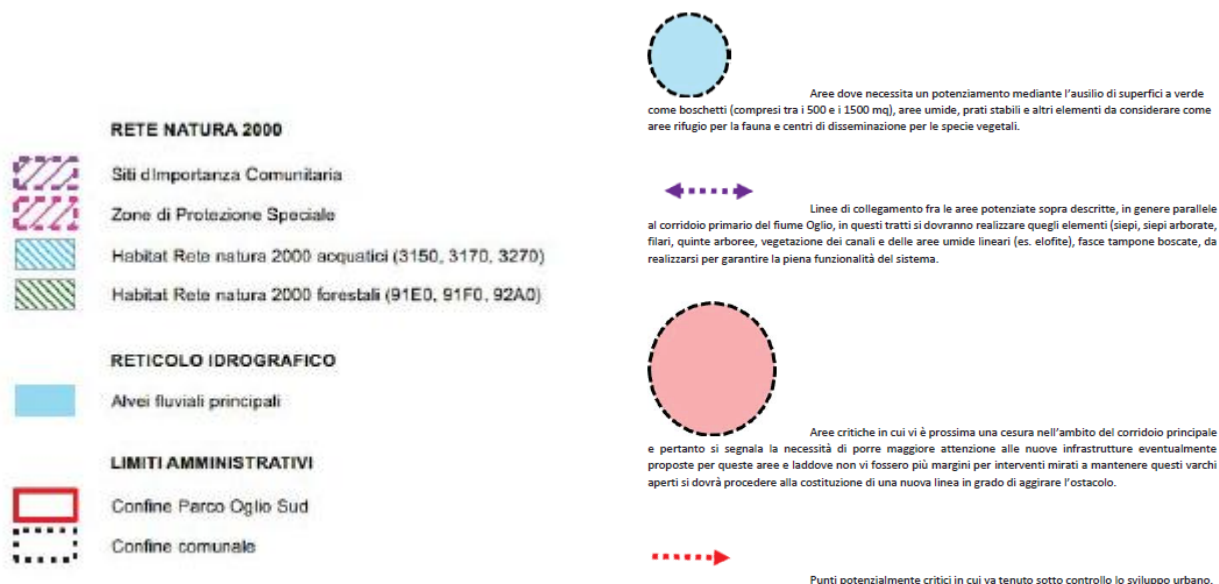 RETE NATURA 2000
Siti d'Importanza Comunitaria
Zone di Protezione Speciale
Habitat Rete natura 2000 acquatici (3150, 3170, 3270)
Habitat Rete natura 2000 forestali (91E0, 91F0, 92A0)
RETICOLO IDROGRAFICO
Alvei fluviali principali
LIMITI AMMINISTRATIVI
Confine Parco Oglio Sud
Confine comunale
Aree dove necessita un potenziamento mediante l'ausilio di superfici a verde
come boschetti (compresi tra i 500 e i 1500 mq), aree umide, prati stabili e altri elementi da considerare come
aree rifugio per la fauna e centri di disseminazione per le specie vegetali.
Linee di collegamento fra le aree potenziate sopra descritte, in genere parallele
al corridoio primario del fiume Oglio, in questi tratti si dovranno realizzare quegli elementi (siepi, siepi arborate,
filari, quinte arboree, vegetazione dei canali e delle aree umide lineari (es. elofite), fasce tampone boscate, da
realizzarsi per garantire la piena funzionalità del sistema.
Aree critiche in cui vi è prossima una cesura nell'ambito del corridoio principale
e pertanto si segnala la necessità di porre maggiore attenzione alle nuove infrastrutture eventualmente
proposte per queste aree e laddove non vi fossero più margini per interventi mirati a mantenere questi varchi
aperti si dovrà procedere alla costituzione di una nuova linea in grado di aggirare l'ostacolo.
Punti potenzialmente critici in cui va tenuto sotto controllo lo sviluppo urbano.